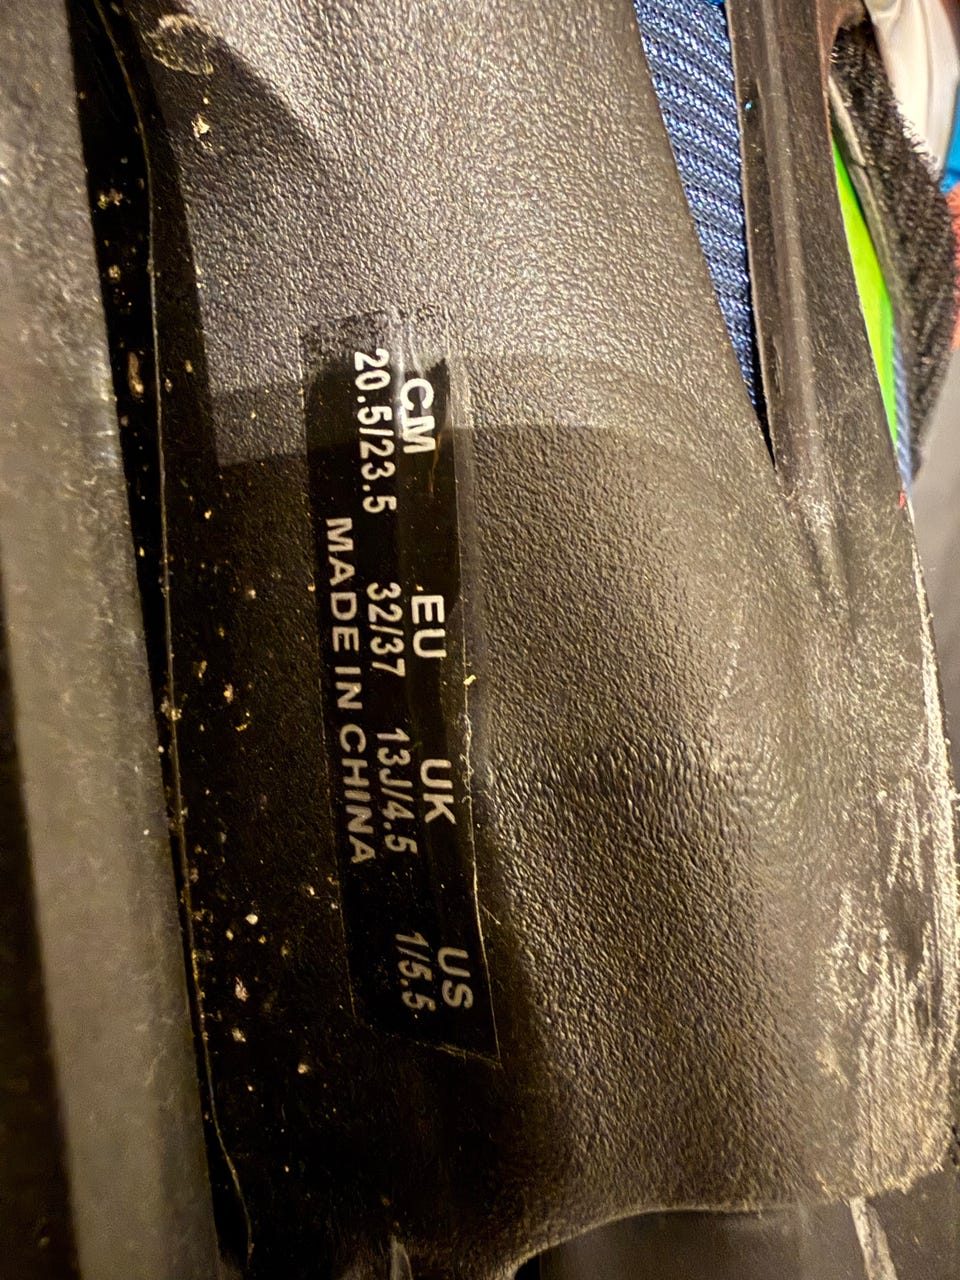 CM EU UK US
20.5/23.5 32/37 13J/4.5 1/5.5
MADE IN CHINA